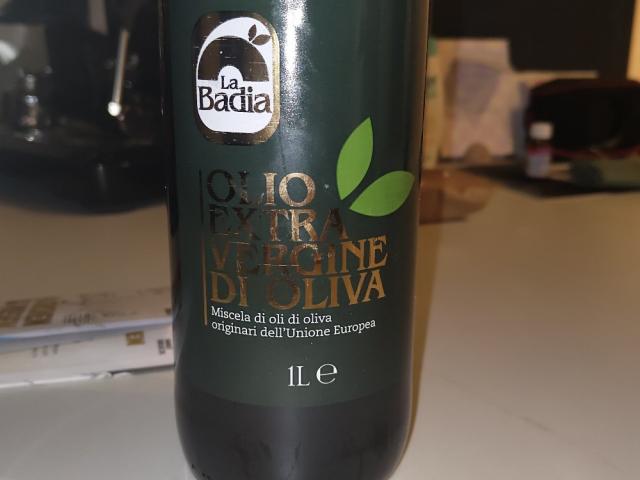 La
Badia
OLIO
EXTRA
VERGINE
DI OLIVA
Miscela di oli di oliva
originari dell'Unione Europea
1L ℮